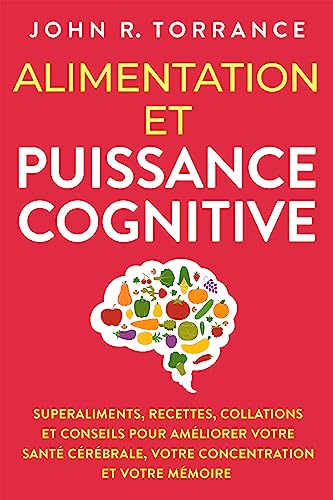 JOHN R. TORRANCE
ALIMENTATION
ET
PUISSANCE
COGNITIVE
SUPERALIMENTS, RECETTES, COLLATIONS
ET CONSEILS POUR AMÉLIORER VOTRE
SANTÉ CÉRÉBRALE, VOTRE CONCENTRATION
ET VOTRE MÉMOIRE